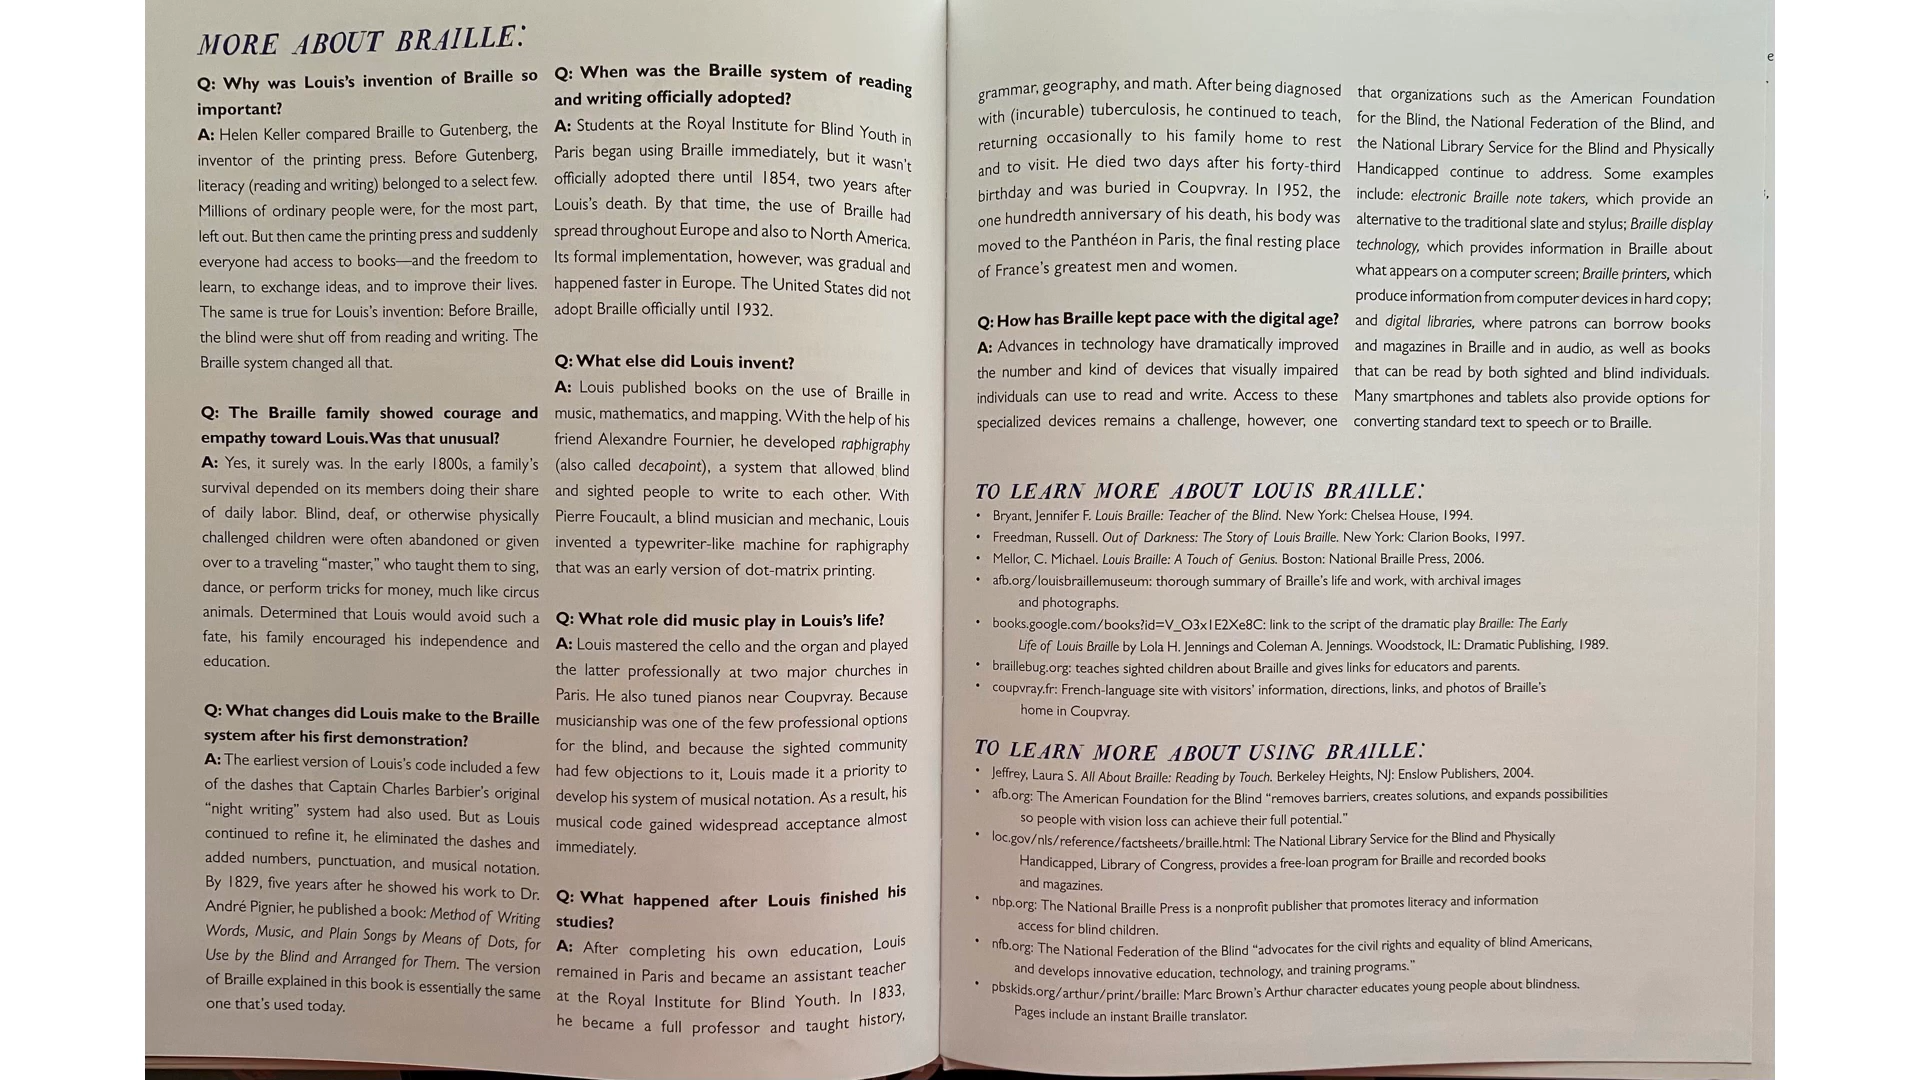 MORE ABOUT BRAILLE:
Q: Why was Louis's invention of Braille so
important?
A: Helen Keller compared Braille to Gutenberg, the
inventor of the printing press. Before Gutenberg,
literacy (reading and writing) belonged to a select few.
Millions of ordinary people were, for the most part,
left out. But then came the printing press and suddenly
everyone had access to books—and the freedom to
learn, to exchange ideas, and to improve their lives.
The same is true for Louis's invention: Before Braille,
the blind were shut off from reading and writing. The
Braille system changed all that.
Q: The Braille family showed courage and
empathy toward Louis. Was that unusual?
A: Yes, it surely was. In the early 1800s, a family's
survival depended on its members doing their share
of daily labor. Blind, deaf, or otherwise physically
challenged children were often abandoned or given
over to a traveling "master," who taught them to sing,
dance, or perform tricks for money, much like circus
animals. Determined that Louis would avoid such a
fate, his family encouraged his independence and
education.
Q: What changes did Louis make to the Braille
system after his first demonstration?
A: The earliest version of Louis's code included a few
of the dashes that Captain Charles Barbier's original
"night writing" system had also used. But as Louis
continued to refine it, he eliminated the dashes and
added numbers, punctuation, and musical notation.
By 1829, five years after he showed his work to Dr.
André Pignier, he published a book: Method of Writing
Words, Music, and Plain Songs by Means of Dots, for
Use by the Blind and Arranged for Them. The version
of Braille explained in this book is essentially the same
one that's used today.
Q: When was the Braille system of reading
and writing officially adopted?
A: Students at the Royal Institute for Blind Youth in
Paris began using Braille immediately, but it wasn't
officially adopted there until 1854, two years after
Louis's death. By that time, the use of Braille had
spread throughout Europe and also to North America.
Its formal implementation, however, was gradual and
happened faster in Europe. The United States did not
adopt Braille officially until 1932.
Q: What else did Louis invent?
A: Louis published books on the use of Braille in
music, mathematics, and mapping. With the help of his
friend Alexandre Fournier, he developed raphigraphy
(also called decapoint), a system that allowed blind
and sighted people to write to each other. With
Pierre Foucault, a blind musician and mechanic, Louis
invented a typewriter-like machine for raphigraphy
that was an early version of dot-matrix printing.
Q: What role did music play in Louis's life?
A: Louis mastered the cello and the organ and played
the latter professionally at two major churches in
Paris. He also tuned pianos near Coupvray. Because
musicianship was one of the few professional options
for the blind, and because the sighted community
had few objections to it, Louis made it a priority to
develop his system of musical notation. As a result, his
musical code gained widespread acceptance almost
immediately.
Q: What happened after Louis finished his
studies?
A: After completing his own education, Louis
remained in Paris and became an assistant teacher
at the Royal Institute for Blind Youth. In 1833,
he became a full professor and taught history,
grammar, geography, and math. After being diagnosed
with (incurable) tuberculosis, he continued to teach,
returning occasionally to his family home to rest
and to visit. He died two days after his forty-third
birthday and was buried in Coupvray. In 1952, the
one hundredth anniversary of his death, his body was
moved to the Panthéon in Paris, the final resting place
of France's greatest men and women.
Q: How has Braille kept pace with the digital age?
A: Advances in technology have dramatically improved
the number and kind of devices that visually impaired
individuals can use to read and write. Access to these
specialized devices remains a challenge, however, one
that organizations such as the American Foundation
for the Blind, the National Federation of the Blind, and
the National Library Service for the Blind and Physically
Handicapped continue to address. Some examples
include: electronic Braille note takers, which provide an
alternative to the traditional slate and stylus; Braille display
technology, which provides information in Braille about
what appears on a computer screen; Braille printers, which
produce information from computer devices in hard copy;
and digital libraries, where patrons can borrow books
and magazines in Braille and in audio, as well as books
that can be read by both sighted and blind individuals.
Many smartphones and tablets also provide options for
converting standard text to speech or to Braille.
TO LEARN MORE ABOUT LOUIS BRAILLE:
• Bryant, Jennifer F. Louis Braille: Teacher of the Blind. New York: Chelsea House, 1994.
• Freedman, Russell. Out of Darkness: The Story of Louis Braille. New York: Clarion Books, 1997.
• Mellor, C. Michael. Louis Braille: A Touch of Genius. Boston: National Braille Press, 2006.
• afb.org/louisbraillemuseum: thorough summary of Braille's life and work, with archival images
and photographs.
• books.google.com/books?id=V_O3x1E2Xe8C: link to the script of the dramatic play Braille: The Early
Life of Louis Braille by Lola H. Jennings and Coleman A. Jennings. Woodstock, IL: Dramatic Publishing, 1989.
• braillebug.org: teaches sighted children about Braille and gives links for educators and parents.
• coupvray.fr: French-language site with visitors' information, directions, links, and photos of Braille's
home in Coupvray.
TO LEARN MORE ABOUT USING BRAILLE:
• Jeffrey, Laura S. All About Braille: Reading by Touch. Berkeley Heights, NJ: Enslow Publishers, 2004.
• afb.org: The American Foundation for the Blind "removes barriers, creates solutions, and expands possibilities
so people with vision loss can achieve their full potential."
• loc.gov/nls/reference/factsheets/braille.html: The National Library Service for the Blind and Physically
Handicapped, Library of Congress, provides a free-loan program for Braille and recorded books
and magazines.
• nbp.org: The National Braille Press is a nonprofit publisher that promotes literacy and information
access for blind children.
• nfb.org: The National Federation of the Blind "advocates for the civil rights and equality of blind Americans,
and develops innovative education, technology, and training programs."
• pbskids.org/arthur/print/braille: Marc Brown's Arthur character educates young people about blindness.
Pages include an instant Braille translator.